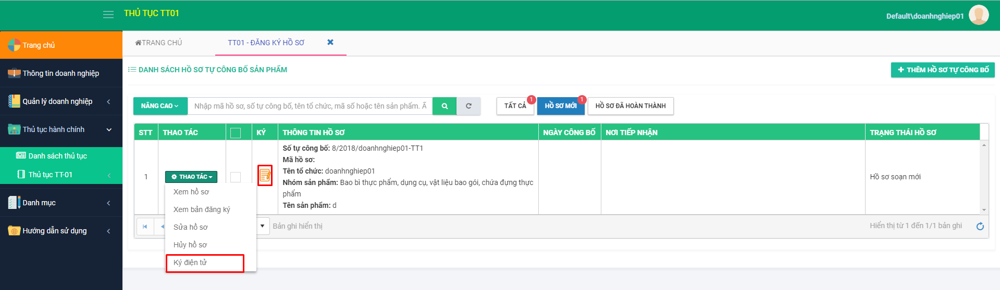 THỦ TỤC TT01
Default\doanhnghiep01
Trang chủ
Thông tin doanh nghiệp
Quản lý doanh nghiệp
Thủ tục hành chính
Danh sách thủ tục
Thủ tục TT-01
Danh mục
Hướng dẫn sử dụng
TRANG CHỦ
TT01 - ĐĂNG KÝ HỒ SƠ
DANH SÁCH HỒ SƠ TỰ CÔNG BỐ SẢN PHẨM
THÊM HỒ SƠ TỰ CÔNG BỐ
NÂNG CAO
Nhập mã hồ sơ, số tự công bố, tên tổ chức, mã số hoặc tên sản phẩm. Ấ
TẤT CẢ 1
HỒ SƠ MỚI 1
HỒ SƠ ĐÃ HOÀN THÀNH
STT THAO TÁC KÝ THÔNG TIN HỒ SƠ NGÀY CÔNG BỐ NƠI TIẾP NHẬN TRẠNG THÁI HỒ SƠ
1
THAO TÁC
Số tự công bố: 8/2018/doanhnghiep01-TT1
Mã hồ sơ:
Tên tổ chức: doanhnghiep01
Nhóm sản phẩm: Bao bì thực phẩm, dụng cụ, vật liệu bao gói, chứa đựng thực
phẩm
Tên sản phẩm: d
Hồ sơ soạn mới
Xem hồ sơ
Xem bản đăng ký
Sửa hồ sơ
Hủy hồ sơ
Ký điện tử
Bản ghi hiển thị
Hiển thị từ 1 đến 1/1 bản ghi